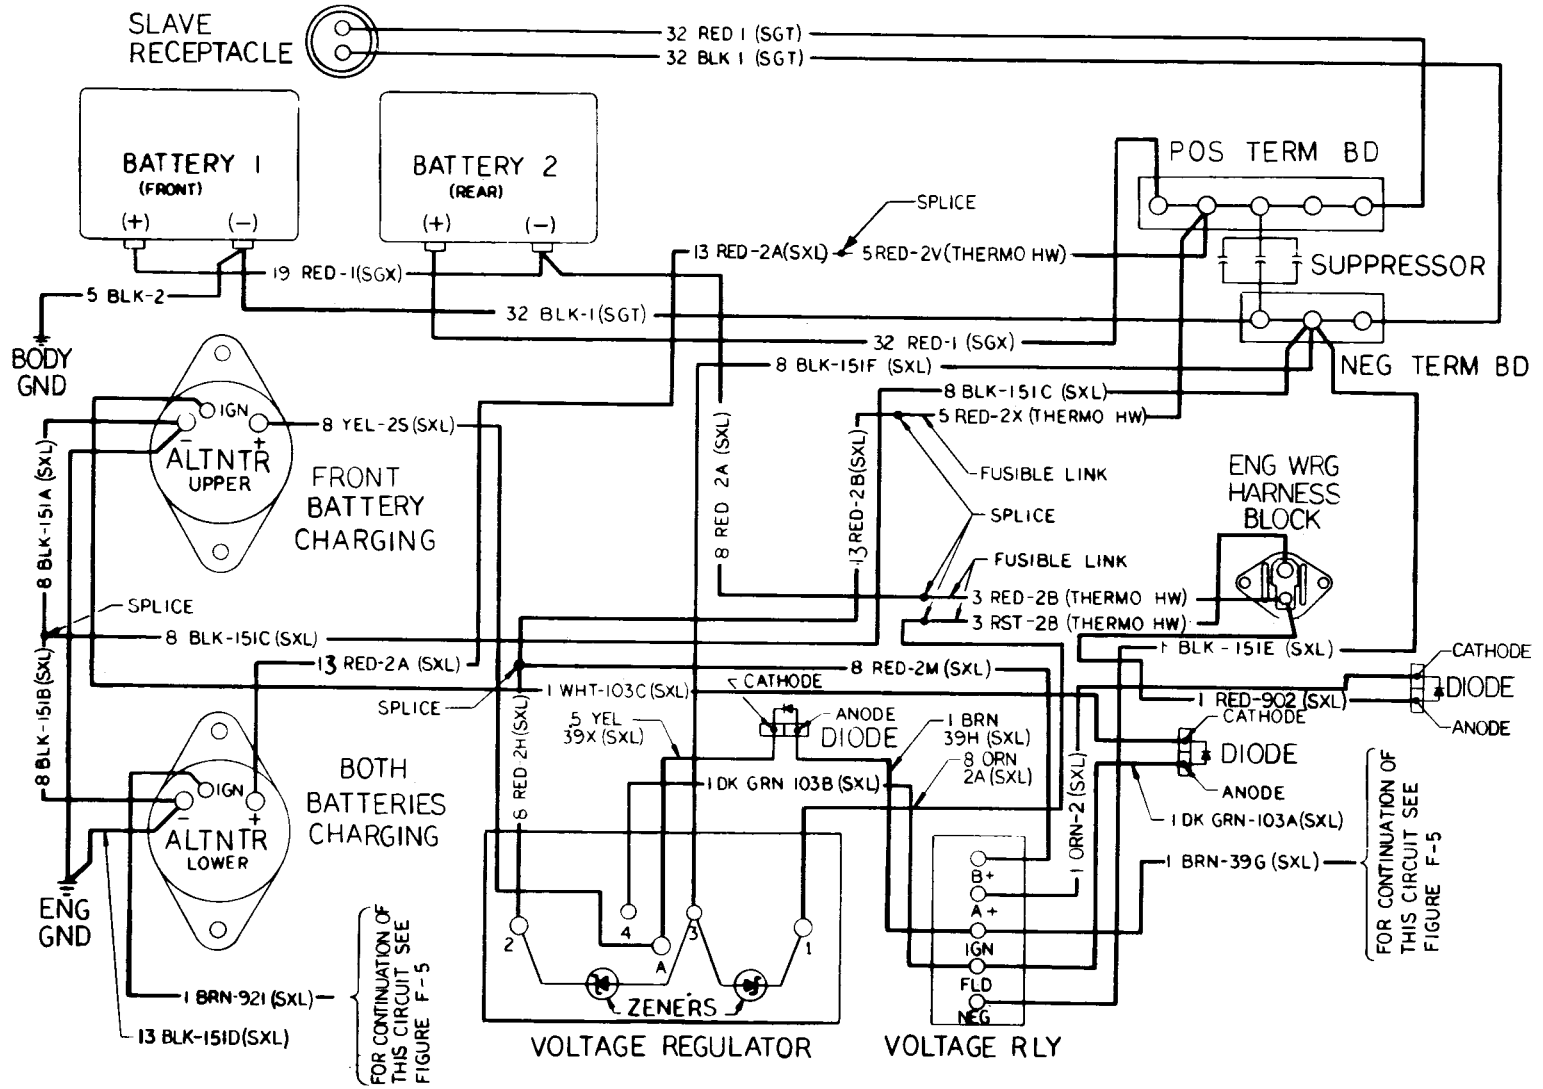 SLAVE
RECEPTACLE
32 RED 1 (SGT)
32 BLK 1 (SGT)
BATTERY 1
(FRONT)
(+)
(-)
BATTERY 2
(REAR)
(+)
(-)
POS TERM BD
SPLICE
13 RED-2A(SXL)
5 RED-2V(THERMO HW)
19 RED-1(SGX)
SUPPRESSOR
5 BLK-2
32 BLK-1(SGT)
32 RED-1 (SGX)
NEG TERM BD
BODY
GND
8 BLK-151F (SXL)
8 BLK-151C (SXL)
5 RED-2X (THERMO HW)
IGN
-
+
8 YEL-2S(SXL)
ALTNTR
UPPER
FRONT
BATTERY
CHARGING
8 BLK-151A (SXL)
8 RED 2A (SXL)
13 RED-2B(SXL)
FUSIBLE LINK
SPLICE
ENG WRG
HARNESS
BLOCK
FUSIBLE LINK
3 RED-2B (THERMO HW)
3 RST-2B (THERMO HW)
SPLICE
8 BLK-151C(SXL)
1 BLK-151E (SXL)
CATHODE
13 RED-2A (SXL)
8 RED-2M (SXL)
DIODE
1 WHT-103C(SXL)
CATHODE
1 RED-902 (SXL)
ANODE
SPLICE
8 BLK-151B(SXL)
8 RED-2H(SXL)
5 YEL
39X (SXL)
ANODE
DIODE
1 BRN
39H (SXL)
8 ORN
2A(SXL)
CATHODE
DIODE
ANODE
1 DK GRN 103B (SXL)
1 ORN-2 (SXL)
1 DK GRN-103A(SXL)
BOTH
BATTERIES
CHARGING
IGN
-
+
ALTNTR
LOWER
1 BRN-39G (SXL)
FOR CONTINUATION OF
THIS CIRCUIT SEE
FIGURE F-5
B+
A+
IGN
FLD
NEG
ENG
GND
2
4
A
3
1
ZENERS
1 BRN-921 (SXL)
FOR CONTINUATION OF
THIS CIRCUIT SEE
FIGURE F-5
13 BLK-151D(SXL)
VOLTAGE REGULATOR
VOLTAGE RLY